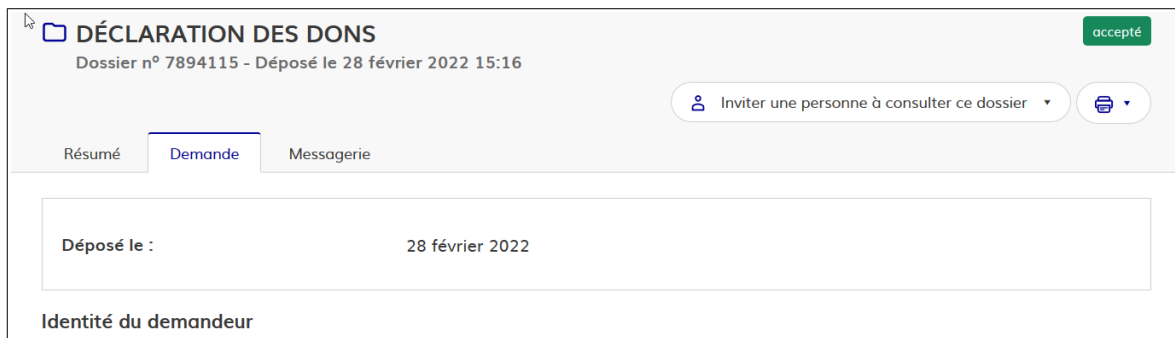 DÉCLARATION DES DONS
accepté
Dossier nº 7894115 - Déposé le 28 février 2022 15:16
Inviter une personne à consulter ce dossier
Résumé Demande Messagerie
Déposé le : 28 février 2022
Identité du demandeur